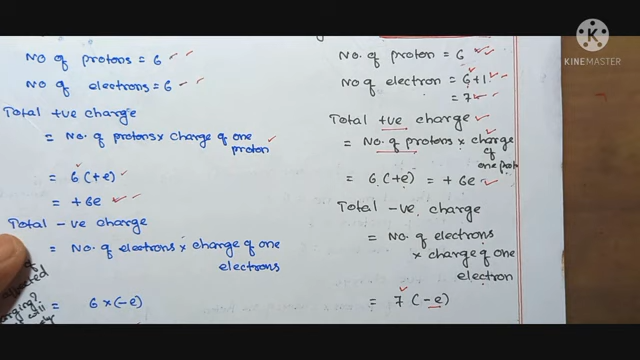 No of protons = 6
No of electrons = 6
Total +ve charge
= No. of protons x charge of one
proton
= 6 (+e)
= +6e
Total -ve charge
= No. of electrons x charge of one
electrons
= 6 x (-e)
No. of proton = 6
No of electron = 6+1
= 7
Total +ve charge
= No. of protons x charge
of
one proton
= 6 (+e) = +6e
Total -ve charge
= No. of electrons
x charge of one
electron
= 7 (-e)
KINEMASTER